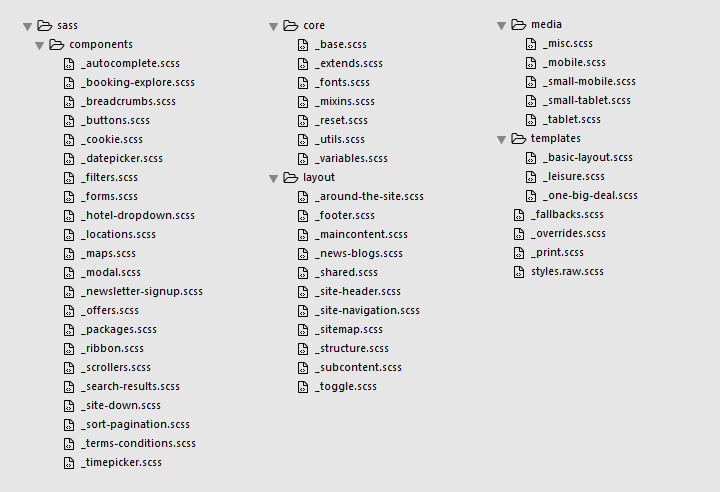 sass
components
_autocomplete.scss
_booking-explore.scss
_breadcrumbs.scss
_buttons.scss
_cookie.scss
_datepicker.scss
_filters.scss
_forms.scss
_hotel-dropdown.scss
_locations.scss
_maps.scss
_modal.scss
_newsletter-signup.scss
_offers.scss
_packages.scss
_ribbon.scss
_scrollers.scss
_search-results.scss
_site-down.scss
_sort-pagination.scss
_terms-conditions.scss
_timepicker.scss
core
_base.scss
_extends.scss
_fonts.scss
_mixins.scss
_reset.scss
_utils.scss
_variables.scss
layout
_around-the-site.scss
_footer.scss
_maincontent.scss
_news-blogs.scss
_shared.scss
_site-header.scss
_site-navigation.scss
_sitemap.scss
_structure.scss
_subcontent.scss
_toggle.scss
media
_misc.scss
_mobile.scss
_small-mobile.scss
_small-tablet.scss
_tablet.scss
templates
_basic-layout.scss
_leisure.scss
_one-big-deal.scss
_fallbacks.scss
_overrides.scss
_print.scss
styles.raw.scss